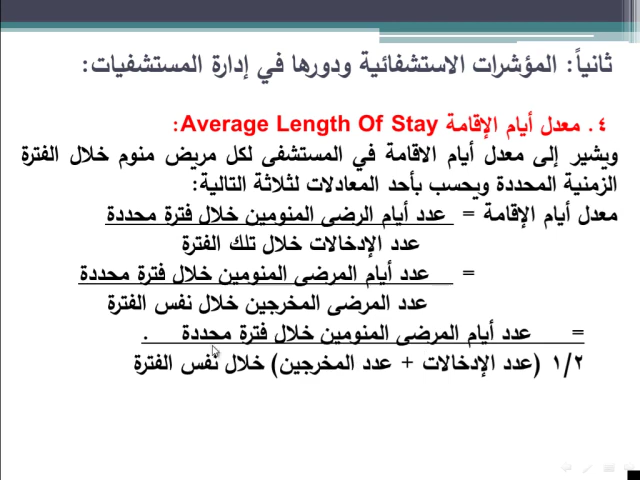 ثانياً: المؤشرات الاستشفائية ودورها في إدارة المستشفيات:
٤. معدل أيام الإقامة Average Length Of Stay:
ويشير إلى معدل أيام الاقامة في المستشفى لكل مريض منوم خلال الفترة
الزمنية المحددة ويحسب بأحد المعادلات لثلاثة التالية:
معدل أيام الإقامة = عدد أيام الرضى المنومين خلال فترة محددة
عدد الإدخالات خلال تلك الفترة
= عدد أيام المرضى المنومين خلال فترة محددة
عدد المرضى المخرجين خلال نفس الفترة
= عدد أيام المرضى المنومين خلال فترة محددة .
١/٢ (عدد الإدخالات + عدد المخرجين) خلال نفس الفترة